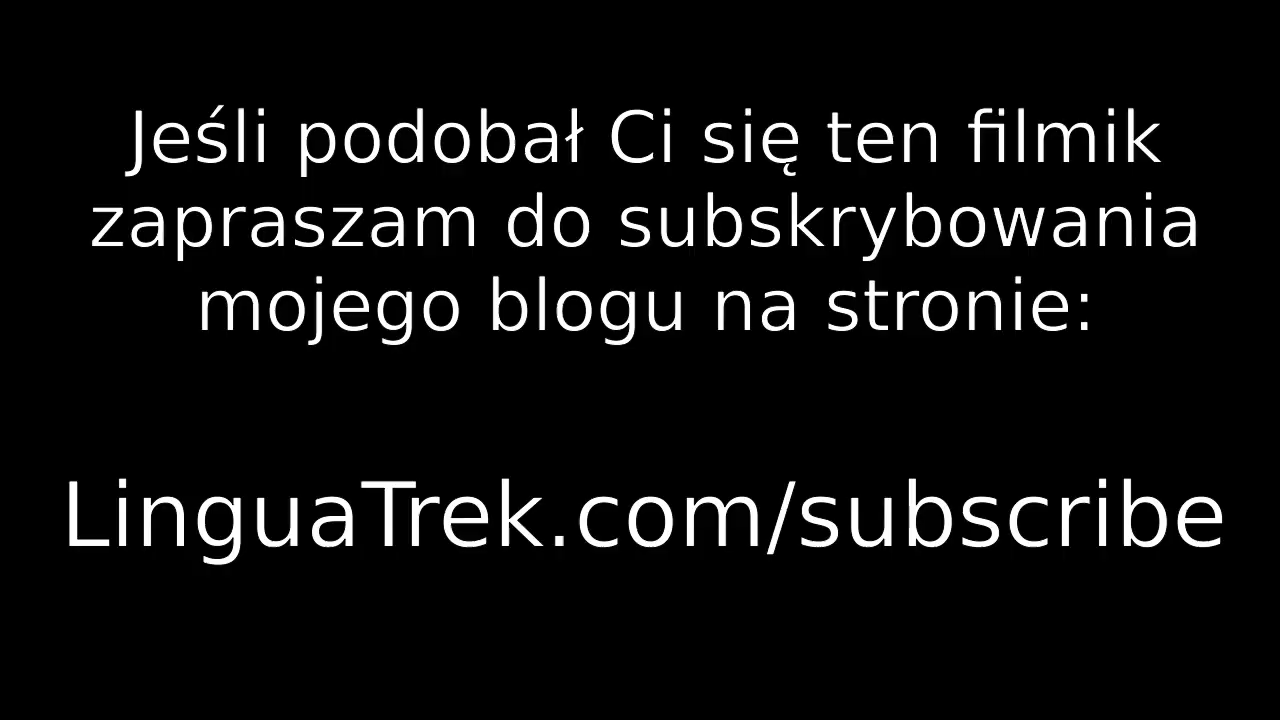 Jeśli podobał Ci się ten filmik
zapraszam do subskrybowania
mojego blogu na stronie:
LinguaTrek.com/subscribe